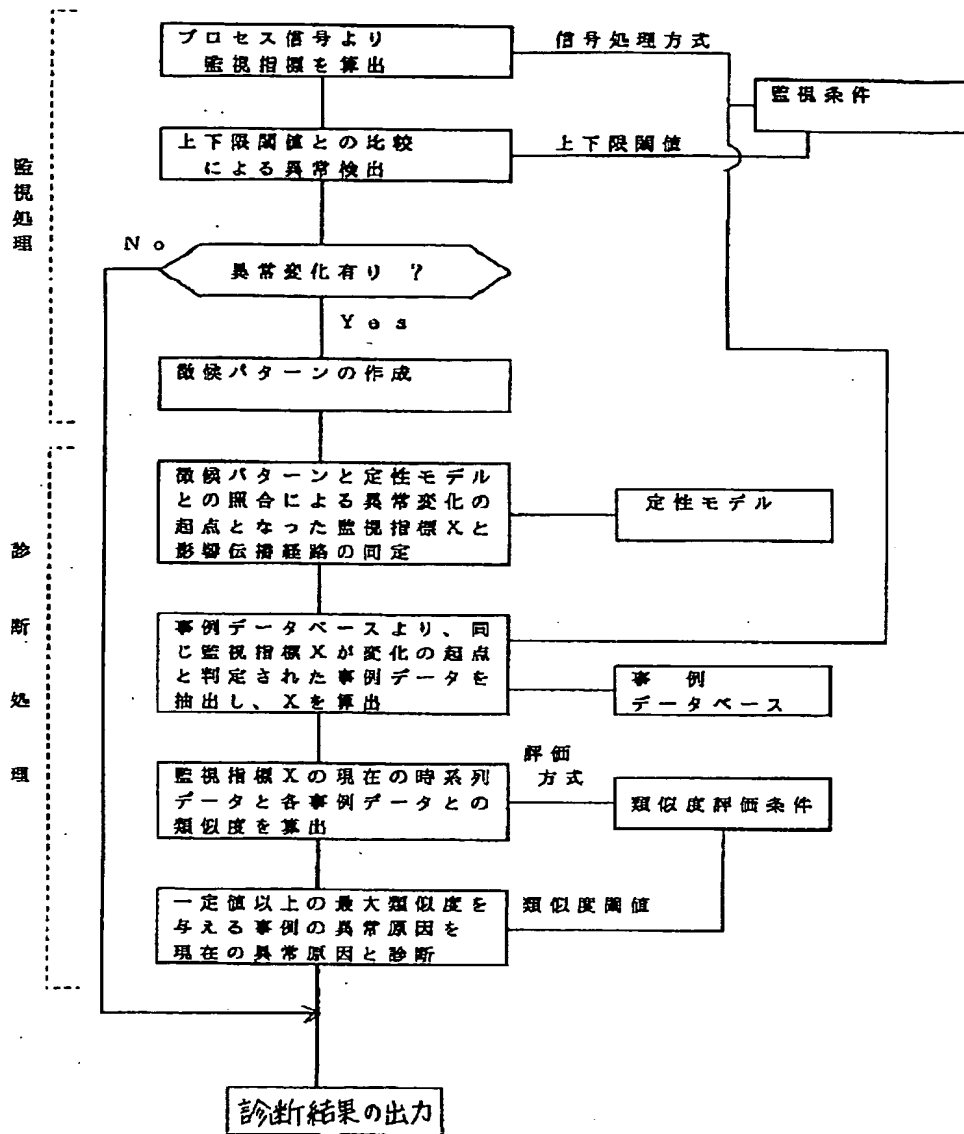 プロセス信号より
監視指標を算出
信号処理方式
監視条件
上下限閾値との比較
による異常検出
上下限閾値
監視処理
No
異常変化有り ?
Yes
徴候パターンの作成
徴候パターンと定性モデル
との照合による異常変化の
起点となった監視指標Xと
影響伝播経路の同定
定性モデル
診断処理
事例データベースより、同
じ監視指標Xが変化の起点
と判定された事例データを
抽出し、Xを算出
事例
データベース
監視指標Xの現在の時系列
データと各事例データとの
類似度を算出
評価
方式
類似度評価条件
一定値以上の最大類似度を
与える事例の異常原因を
現在の異常原因と診断
類似度閾値
診断結果の出力